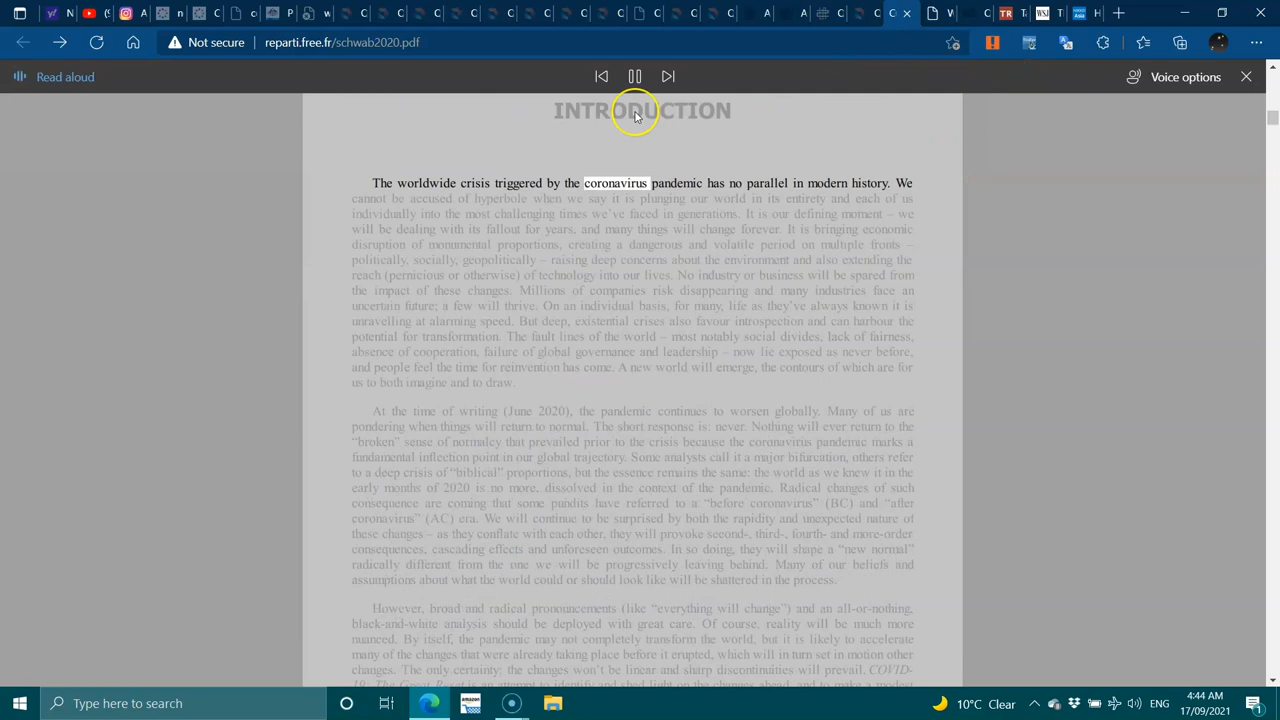 Not secure
reparti.free.fr/schwab2020.pdf
Read aloud
Voice options
INTRODUCTION
The worldwide crisis triggered by the coronavirus pandemic has no parallel in modern history. We
cannot be accused of hyperbole when we say it is plunging our world in its entirety and each of us
individually into the most challenging times we've faced in generations. It is our defining moment – we
will be dealing with its fallout for years, and many things will change forever. It is bringing economic
disruption of monumental proportions, creating a dangerous and volatile period on multiple fronts –
politically, socially, geopolitically – raising deep concerns about the environment and also extending the
reach (pernicious or otherwise) of technology into our lives. No industry or business will be spared from
the impact of these changes. Millions of companies risk disappearing and many industries face an
uncertain future; a few will thrive. On an individual basis, for many, life as they've always known it is
unravelling at alarming speed. But deep, existential crises also favour introspection and can harbour the
potential for transformation. The fault lines of the world – most notably social divides, lack of fairness,
absence of cooperation, failure of global governance and leadership – now lie exposed as never before,
and people feel the time for reinvention has come. A new world will emerge, the contours of which are for
us to both imagine and to draw.
At the time of writing (June 2020), the pandemic continues to worsen globally. Many of us are
pondering when things will return to normal. The short response is: never. Nothing will ever return to the
“broken” sense of normalcy that prevailed prior to the crisis because the coronavirus pandemic marks a
fundamental inflection point in our global trajectory. Some analysts call it a major bifurcation, others refer
to a deep crisis of “biblical” proportions, but the essence remains the same: the world as we knew it in the
early months of 2020 is no more, dissolved in the context of the pandemic. Radical changes of such
consequence are coming that some pundits have referred to a “before coronavirus” (BC) and “after
coronavirus” (AC) era. We will continue to be surprised by both the rapidity and unexpected nature of
these changes – as they conflate with each other, they will provoke second-, third-, fourth- and more-order
consequences, cascading effects and unforeseen outcomes. In so doing, they will shape a “new normal”
radically different from the one we will be progressively leaving behind. Many of our beliefs and
assumptions about what the world could or should look like will be shattered in the process.
However, broad and radical pronouncements (like “everything will change”) and an all-or-nothing,
black-and-white analysis should be deployed with great care. Of course, reality will be much more
nuanced. By itself, the pandemic may not completely transform the world, but it is likely to accelerate
many of the changes that were already taking place before it erupted, which will in turn set in motion other
changes. The only certainty: the changes won't be linear and sharp discontinuities will prevail. COVID-
19: The Great Reset is an attempt to identify and shed light on the changes ahead, and to make a modest
Type here to search
10°C Clear
ENG
4:44 AM
17/09/2021